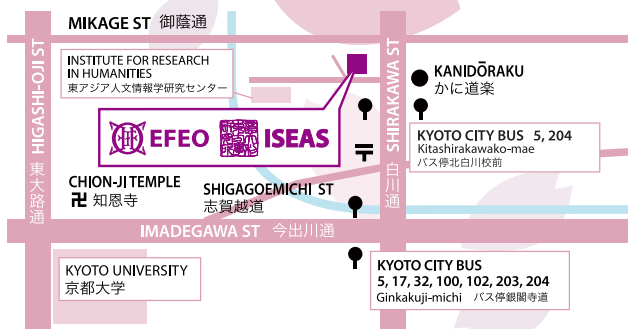 MIKAGE ST 御蔭通
HIGASHI-OJI ST 東大路通
INSTITUTE FOR RESEARCH
IN HUMANITIES
東アジア人文情報学研究センター
SHIRAKAWA ST 白川通
KANIDŌRAKU
かに道楽
EFEO ISEAS
KYOTO CITY BUS 5, 204
Kitashirakawako-mae
バス停北白川校前
CHION-JI TEMPLE
卍 知恩寺
SHIGAGOEMICHI ST
志賀越道
IMADEGAWA ST 今出川通
KYOTO UNIVERSITY
京都大学
KYOTO CITY BUS
5, 17, 32, 100, 102, 203, 204
Ginkakuji-michi バス停銀閣寺道